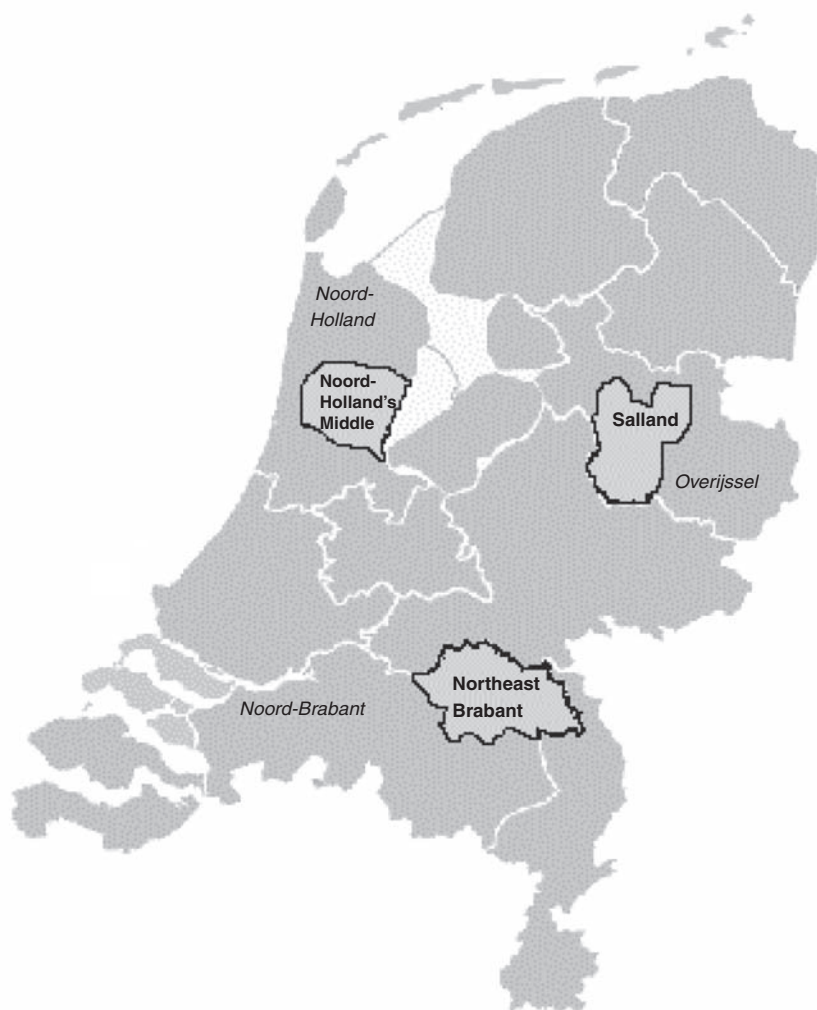 Noord-
Holland
Noord-
Holland's
Middle
Salland
Overijssel
Northeast
Brabant
Noord-Brabant